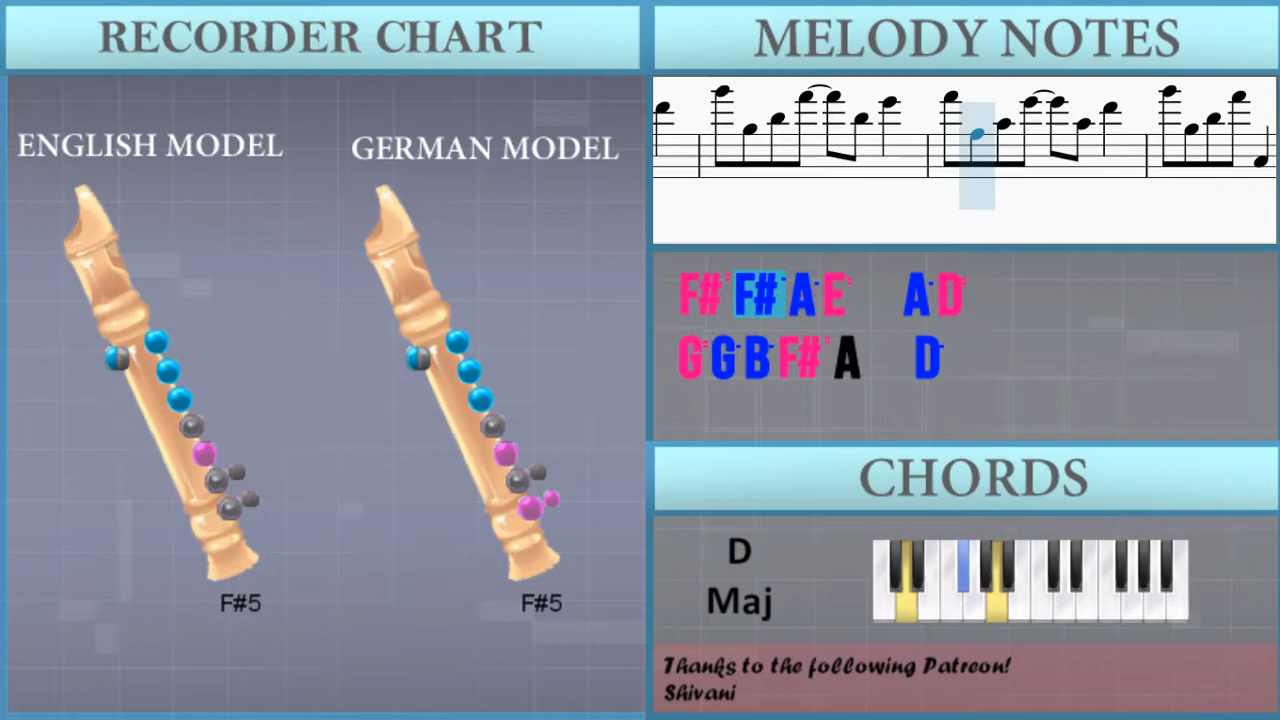 RECORDER CHART
ENGLISH MODEL
GERMAN MODEL
F#5
F#5
MELODY NOTES
F# F# A E A D
G G B F# A D
CHORDS
D
Maj
Thanks to the following Patreon!
Shivani